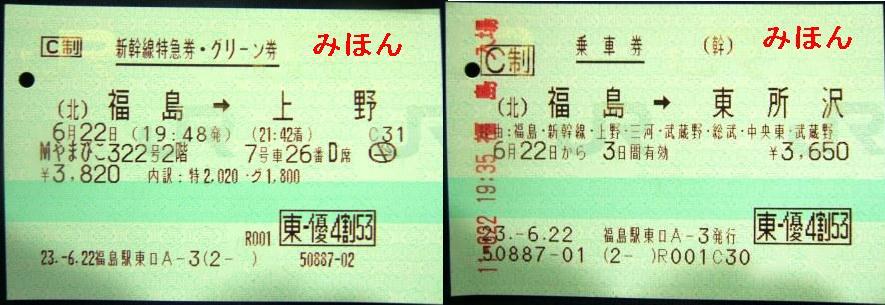 C制 新幹線特急券・グリーン券 みほん
(北) 福島 → 上野
6月22日 (19:48発) (21:42着) C31
Mやまびこ322号2階 7号車26番D席
¥3,820 内訳:特2,020・グ1,800
東-優4割53
R001
23.-6.22福島駅東口A-3(2- ) 50887-02
C制 乗車券 (幹) みほん
(北) 福島 → 東所沢
経由:福島・新幹線・上野・三河・武蔵野・総武・中央東・武蔵野
6月22日から 3日間有効 ¥3,650
東-優4割53
23.-6.22 福島駅東口A-3発行
50887-01 (2- )R001C30
19:35 福島 入場